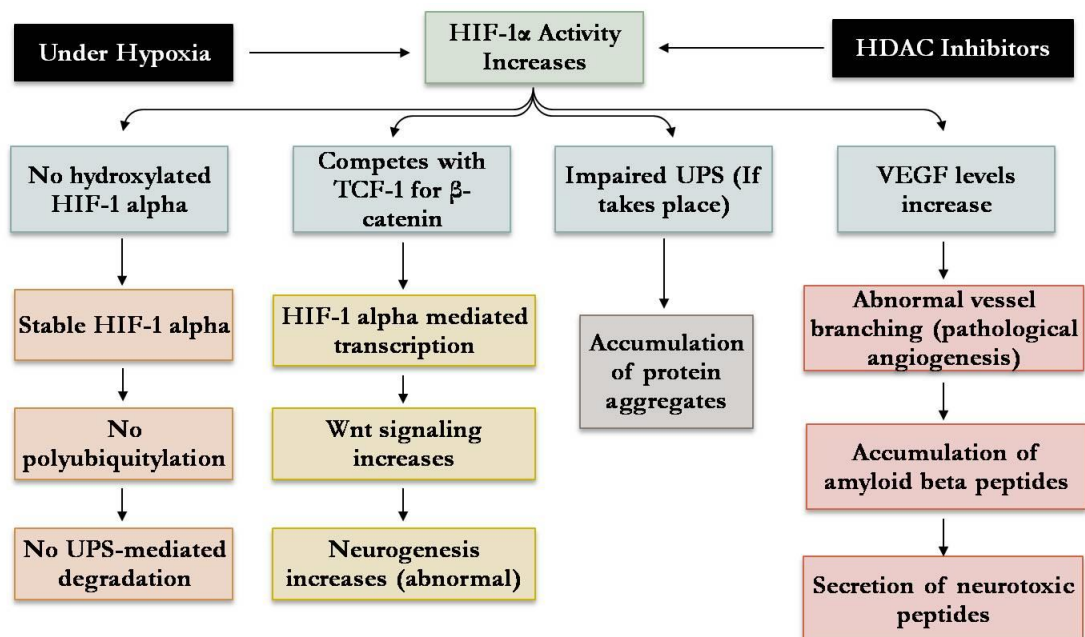 Under Hypoxia
HIF-1α Activity
Increases
HDAC Inhibitors
No hydroxylated
HIF-1 alpha
Competes with
TCF-1 for β-
catenin
Impaired UPS (If
takes place)
VEGF levels
increase
Stable HIF-1 alpha
HIF-1 alpha mediated
transcription
Accumulation
of protein
aggregates
Abnormal vessel
branching (pathological
angiogenesis)
No
polyubiquitylation
Wnt signaling
increases
Accumulation of
amyloid beta peptides
No UPS-mediated
degradation
Neurogenesis
increases (abnormal)
Secretion of neurotoxic
peptides